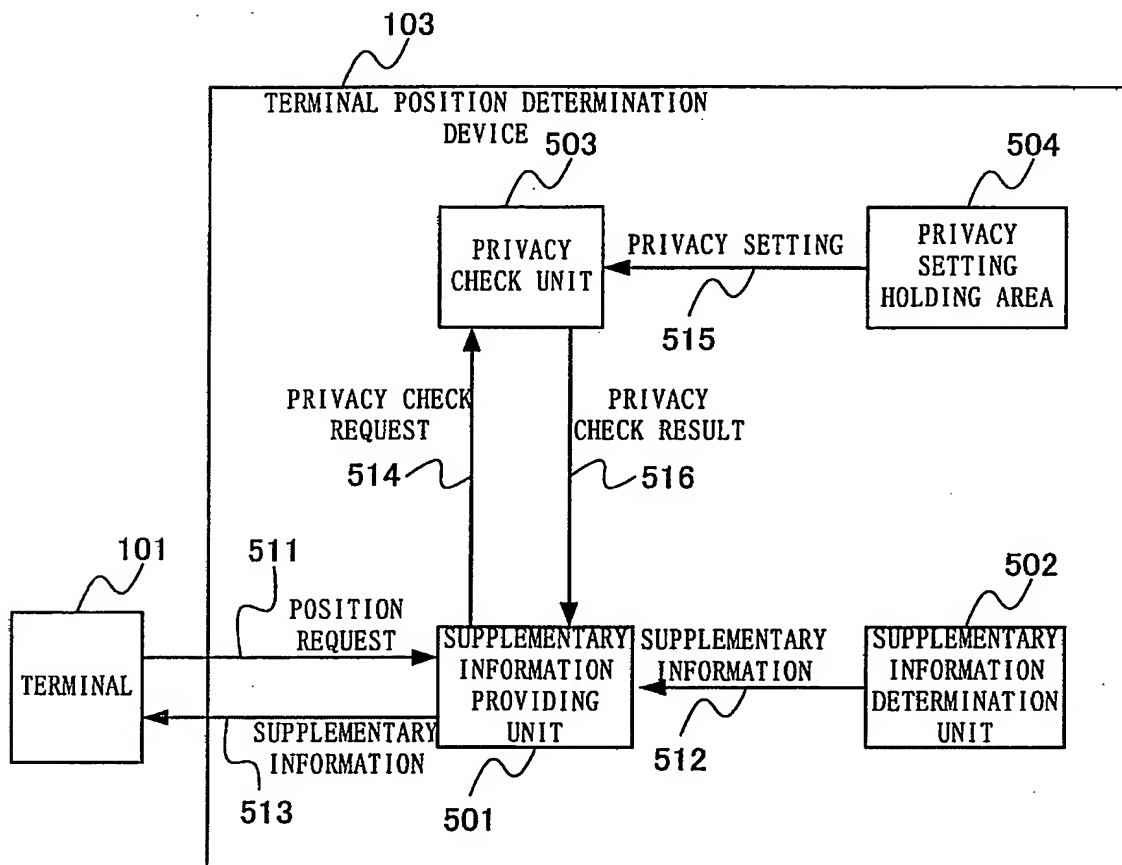 103
TERMINAL POSITION DETERMINATION
DEVICE
503
504
PRIVACY
CHECK UNIT
PRIVACY SETTING
515
PRIVACY
SETTING
HOLDING AREA
PRIVACY CHECK
REQUEST
514
PRIVACY
CHECK RESULT
516
101
511
502
POSITION
REQUEST
TERMINAL
SUPPLEMENTARY
INFORMATION
PROVIDING
UNIT
SUPPLEMENTARY
INFORMATION
512
SUPPLEMENTARY
INFORMATION
DETERMINATION
UNIT
SUPPLEMENTARY
INFORMATION
513
501